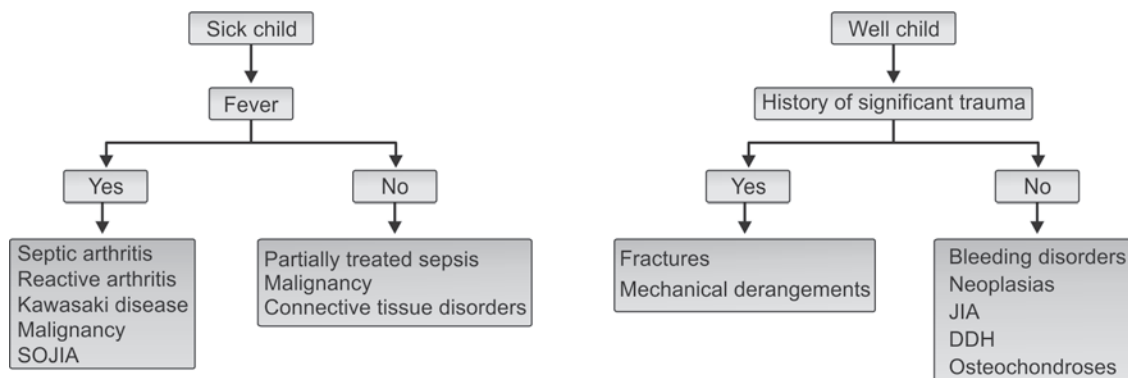 Sick child
Fever
Yes
No
Septic arthritis
Reactive arthritis
Kawasaki disease
Malignancy
SOJIA
Partially treated sepsis
Malignancy
Connective tissue disorders
Well child
History of significant trauma
Yes
No
Fractures
Mechanical derangements
Bleeding disorders
Neoplasias
JIA
DDH
Osteochondroses